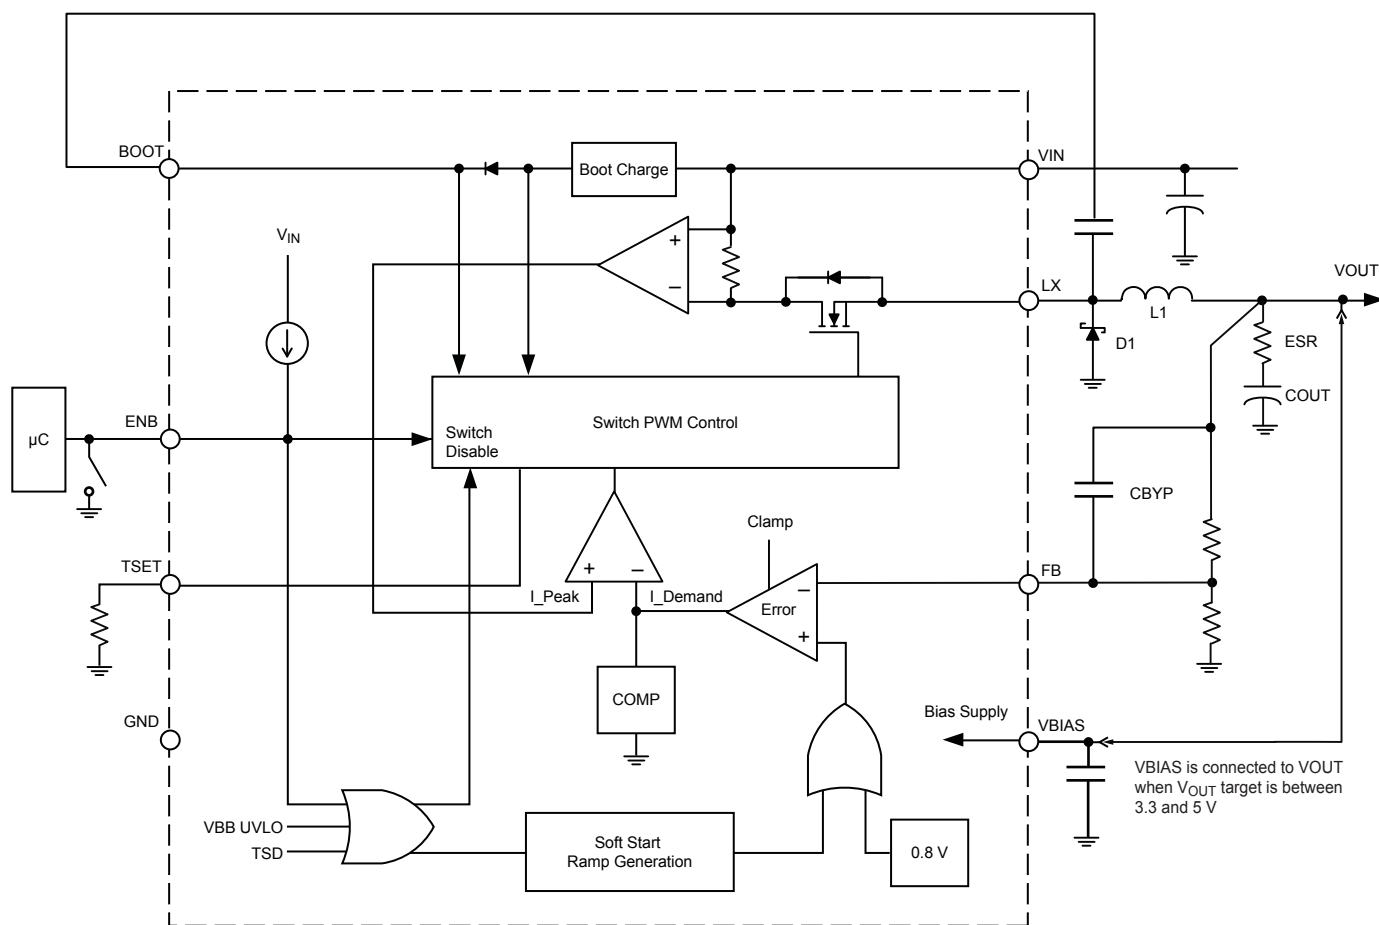 BOOT
Boot Charge
VIN
VIN
+
–
LX
VOUT
L1
D1
ESR
COUT
µC
ENB
Switch
Disable
Switch PWM Control
CBYP
Clamp
TSET
+
–
I_Peak
I_Demand
Error
–
+
FB
COMP
GND
Bias Supply
VBIAS
VBIAS is connected to VOUT
when VOUT target is between
3.3 and 5 V
VBB UVLO
TSD
Soft Start
Ramp Generation
0.8 V